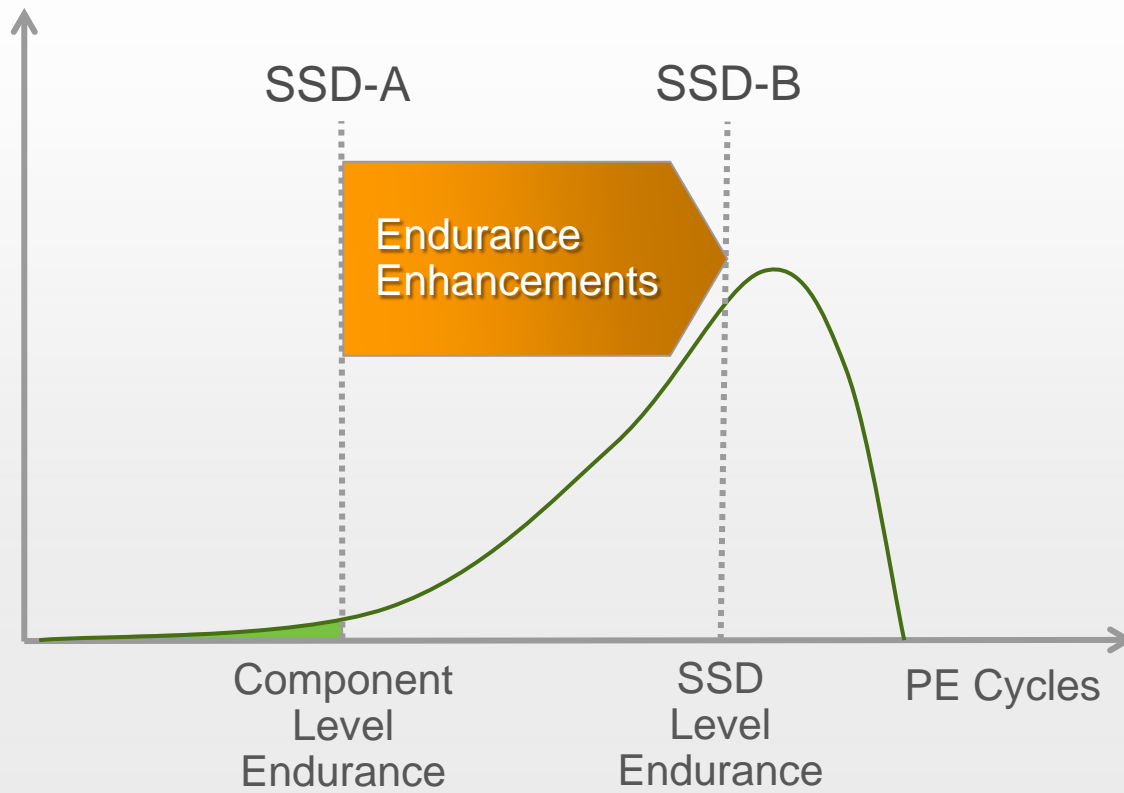 SSD-A
SSD-B
Endurance
Enhancements
Component
Level
Endurance
SSD
Level
Endurance
PE Cycles